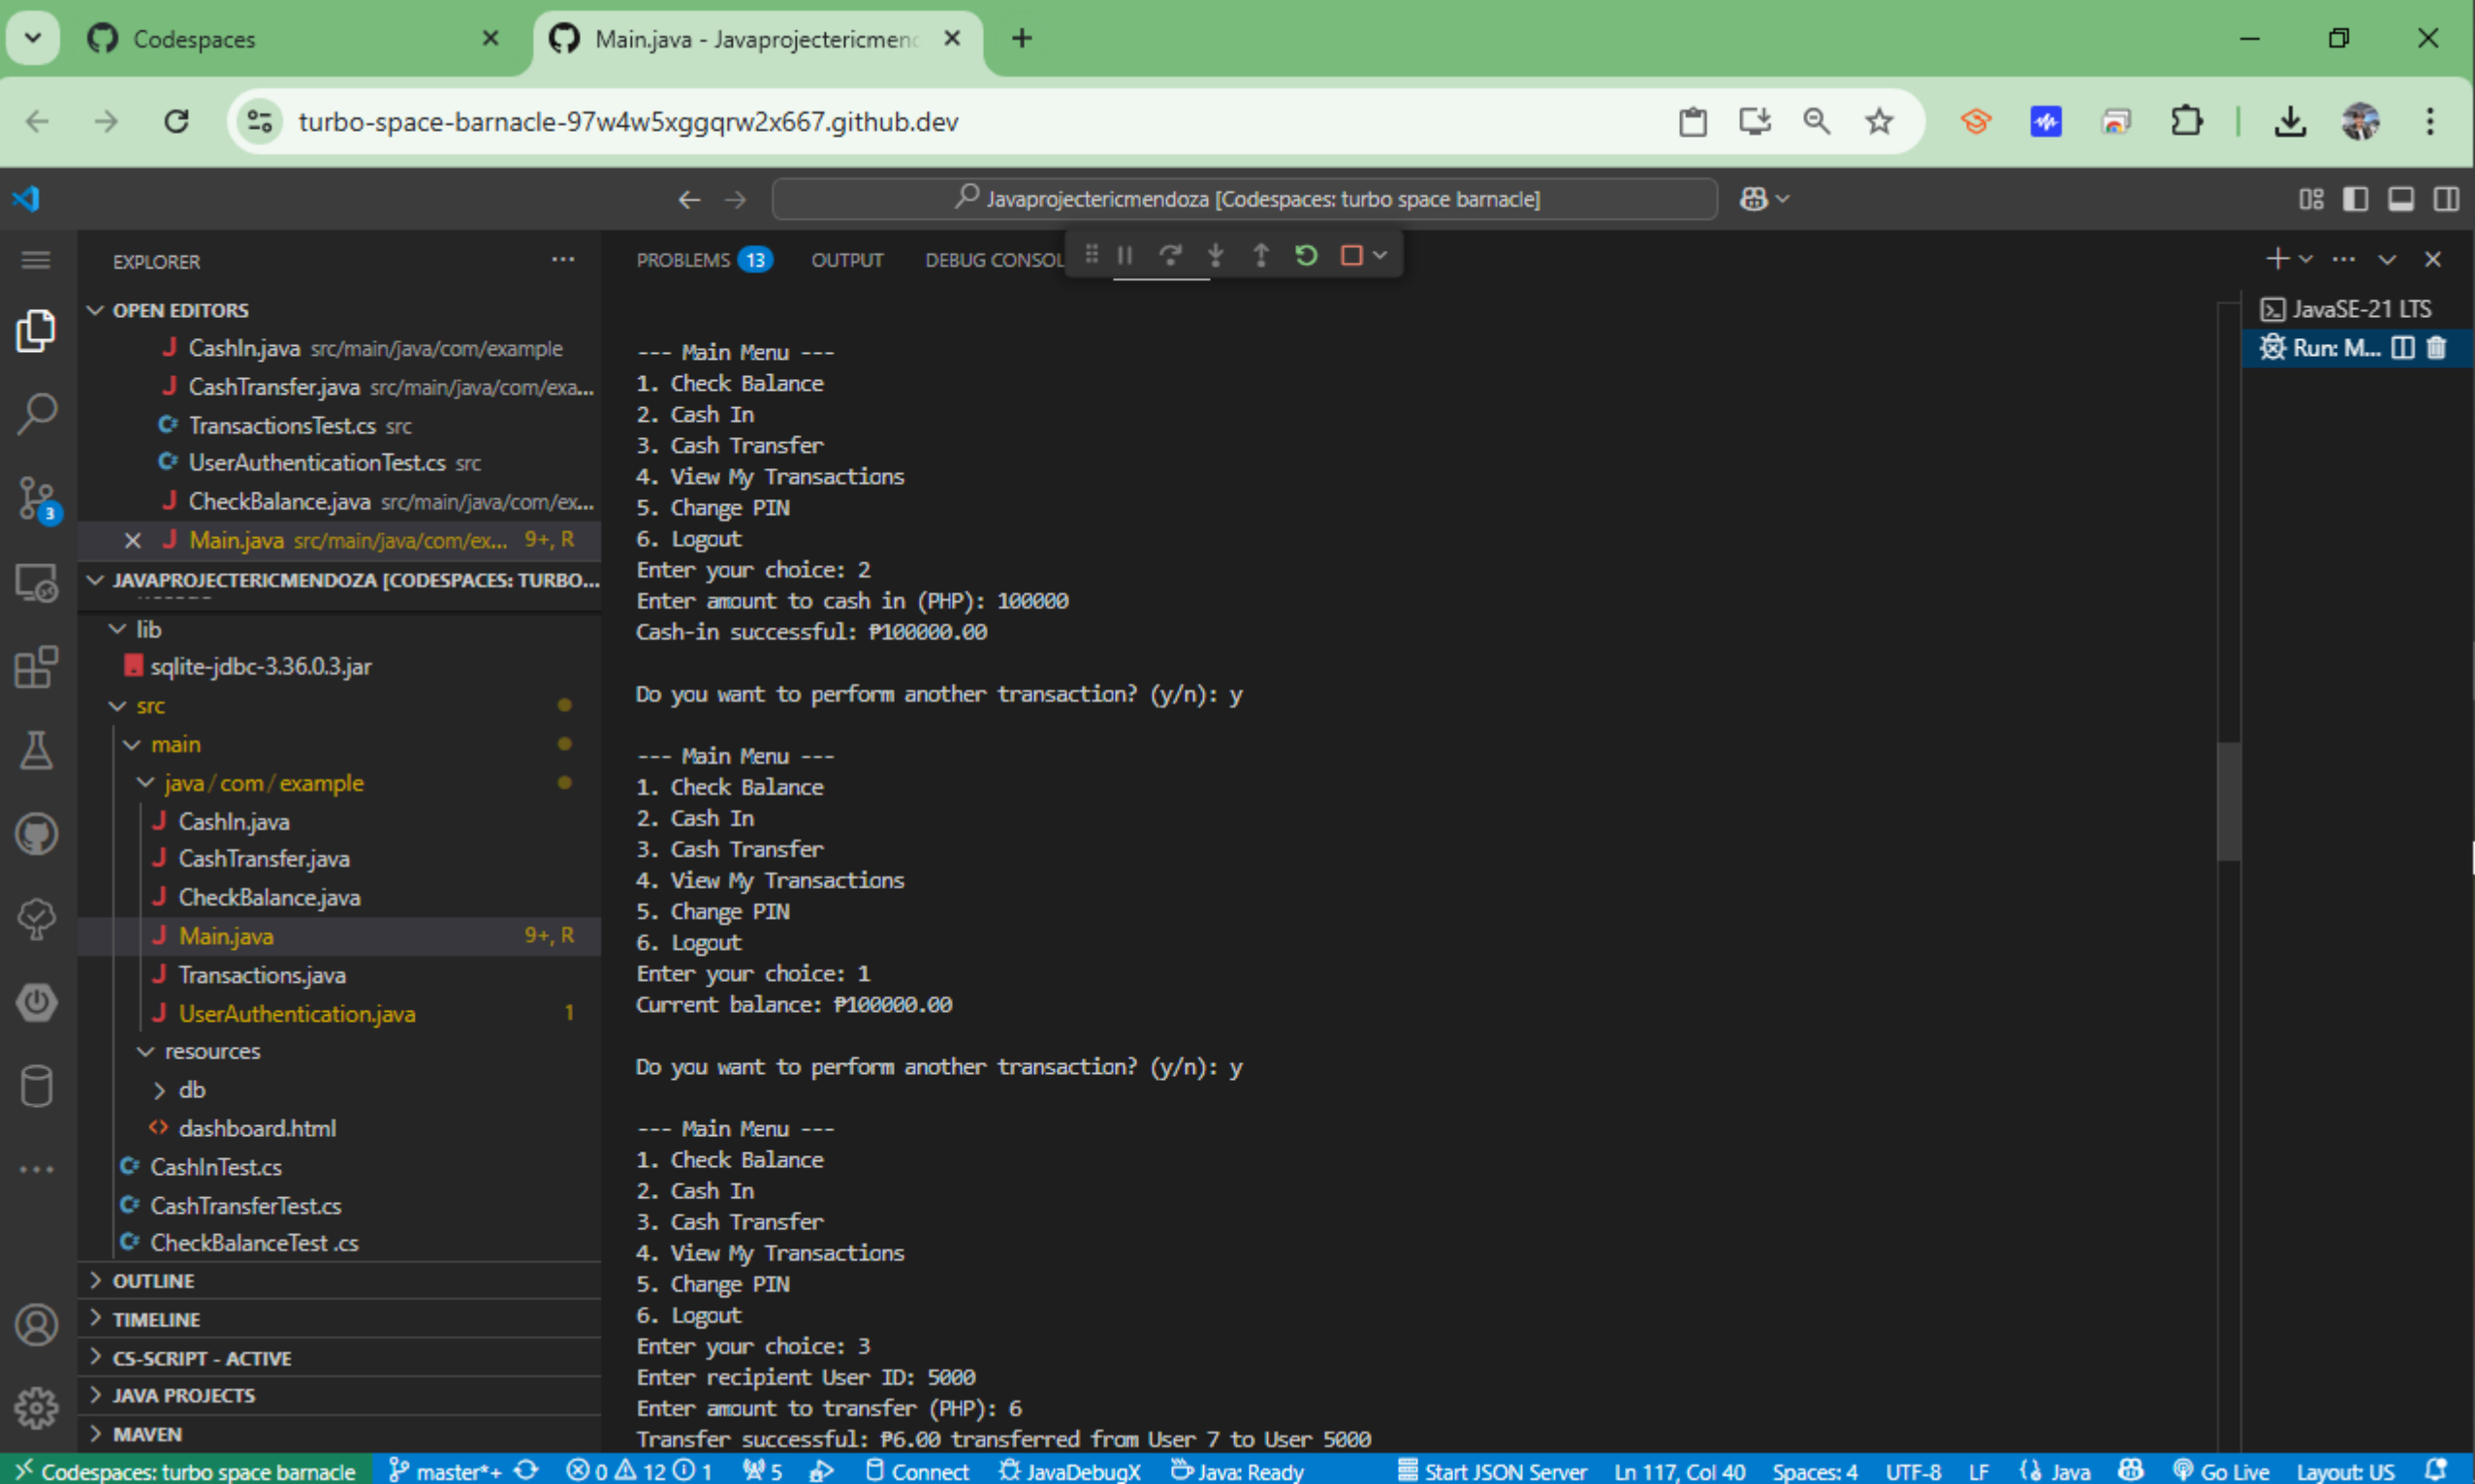 Codespaces
Main.java - Javaprojectericmend
turbo-space-barnacle-97w4w5xggqrw2x667.github.dev
Javaprojectericmendoza [Codespaces: turbo space barnacle]
EXPLORER
OPEN EDITORS
CashIn.java src/main/java/com/example
CashTransfer.java src/main/java/com/exa...
TransactionsTest.cs src
UserAuthenticationTest.cs src
CheckBalance.java src/main/java/com/ex...
Main.java src/main/java/com/ex... 9+, R
JAVAPROJECTERICMENDOZA [CODESPACES: TURBO...
lib
sqlite-jdbc-3.36.0.3.jar
src
main
java / com / example
CashIn.java
CashTransfer.java
CheckBalance.java
Main.java 9+, R
Transactions.java
UserAuthentication.java 1
resources
db
dashboard.html
CashInTest.cs
CashTransferTest.cs
CheckBalanceTest .cs
OUTLINE
TIMELINE
CS-SCRIPT - ACTIVE
JAVA PROJECTS
MAVEN
3
PROBLEMS 13 OUTPUT DEBUG CONSOL
--- Main Menu ---
1. Check Balance
2. Cash In
3. Cash Transfer
4. View My Transactions
5. Change PIN
6. Logout
Enter your choice: 2
Enter amount to cash in (PHP): 100000
Cash-in successful: ₱100000.00
Do you want to perform another transaction? (y/n): y
--- Main Menu ---
1. Check Balance
2. Cash In
3. Cash Transfer
4. View My Transactions
5. Change PIN
6. Logout
Enter your choice: 1
Current balance: ₱100000.00
Do you want to perform another transaction? (y/n): y
--- Main Menu ---
1. Check Balance
2. Cash In
3. Cash Transfer
4. View My Transactions
5. Change PIN
6. Logout
Enter your choice: 3
Enter recipient User ID: 5000
Enter amount to transfer (PHP): 6
Transfer successful: ₱6.00 transferred from User 7 to User 5000
JavaSE-21 LTS
Run: M...
Codespaces: turbo space barnacle master*+ 0 12 1 5 Connect JavaDebugX Java: Ready Start JSON Server Ln 117, Col 40 Spaces: 4 UTF-8 LF Java Go Live Layout: US